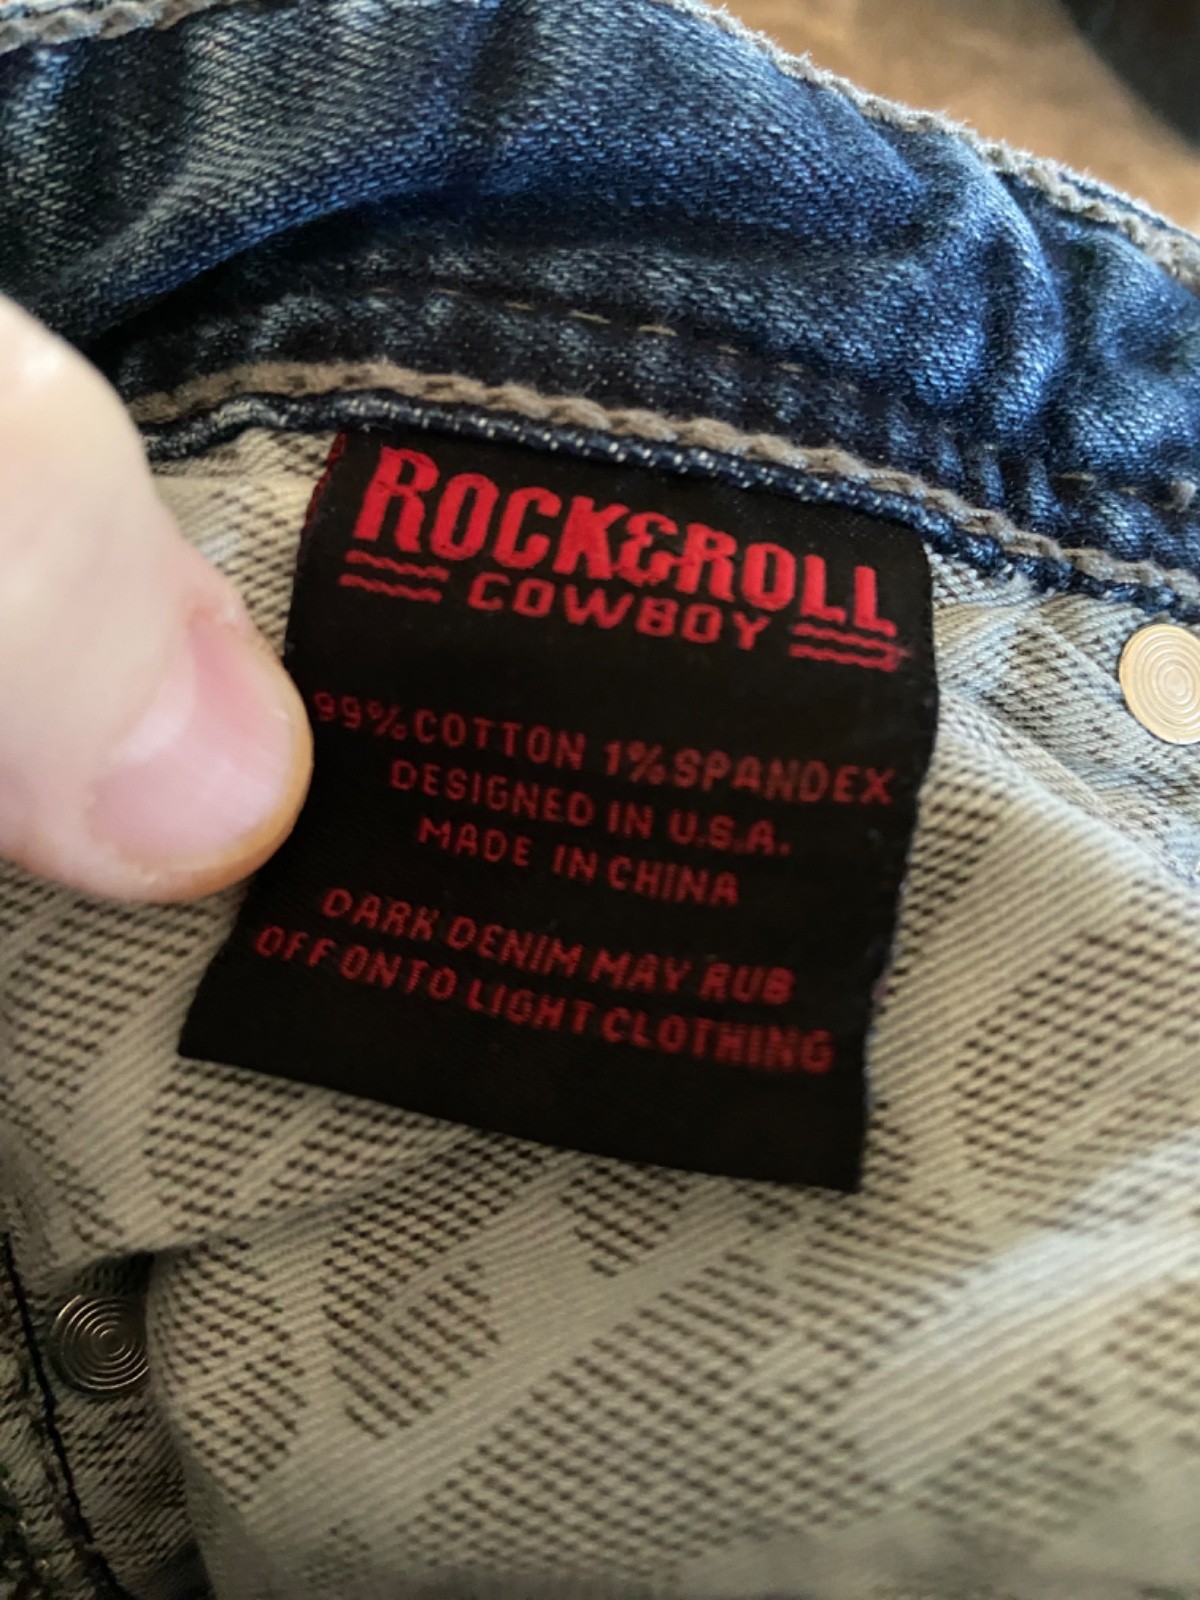 ROCK&ROLL
COWBOY
99% COTTON 1% SPANDEX
DESIGNED IN U.S.A.
MADE IN CHINA
DARK DENIM MAY RUB
OFF ONTO LIGHT CLOTHING